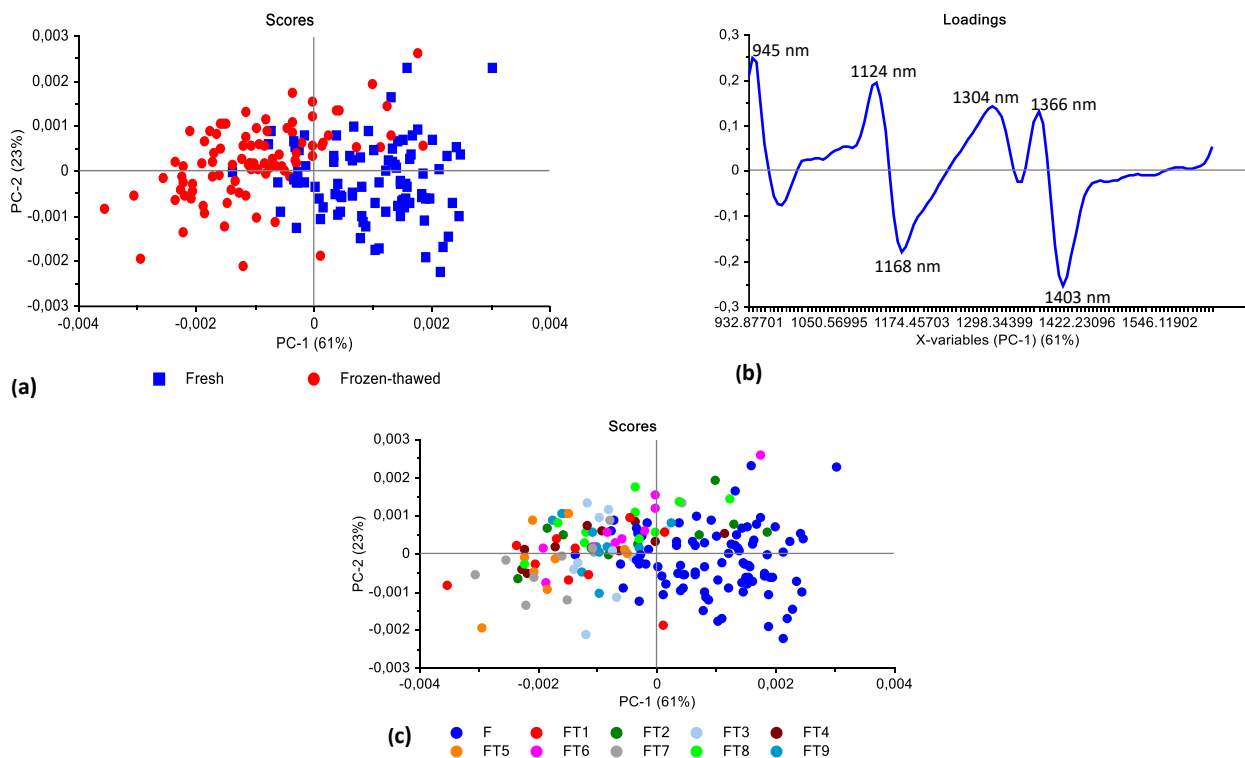 Scores
0,003
0,002
0,001
0
-0,001
-0,002
-0,003
PC-2 (23%)
-0,004 -0,002 0 0,002 0,004
PC-1 (61%)
Fresh Frozen-thawed
(a)
Loadings
0,3
0,2
0,1
0
-0,1
-0,2
-0,3
945 nm
1124 nm
1304 nm
1366 nm
1168 nm
1403 nm
932.87701 1050.56995 1174.45703 1298.34399 1422.23096 1546.11902
X-variables (PC-1) (61%)
(b)
Scores
0,003
0,002
0,001
0
-0,001
-0,002
-0,003
PC-2 (23%)
-0,004 -0,002 0 0,002 0,004
PC-1 (61%)
(c)
F FT1 FT2 FT3 FT4
FT5 FT6 FT7 FT8 FT9